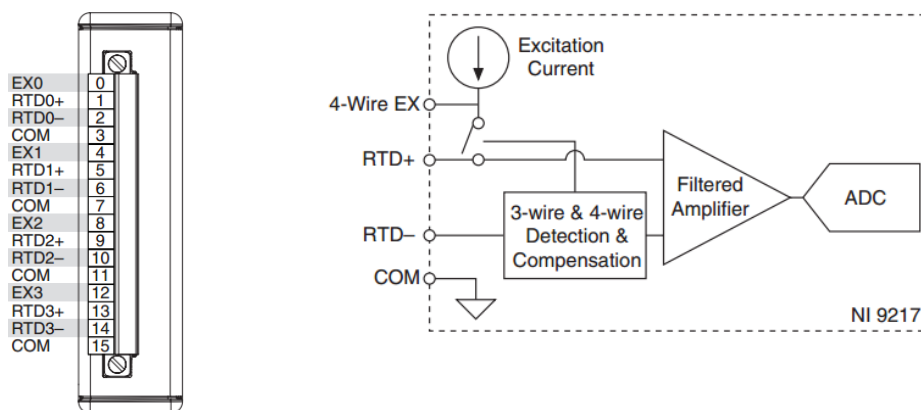 EX0 0
RTD0+ 1
RTD0– 2
COM 3
EX1 4
RTD1+ 5
RTD1– 6
COM 7
EX2 8
RTD2+ 9
RTD2– 10
COM 11
EX3 12
RTD3+ 13
RTD3– 14
COM 15
Excitation
Current
4-Wire EX
RTD+
RTD–
COM
3-wire & 4-wire
Detection &
Compensation
Filtered
Amplifier
ADC
NI 9217